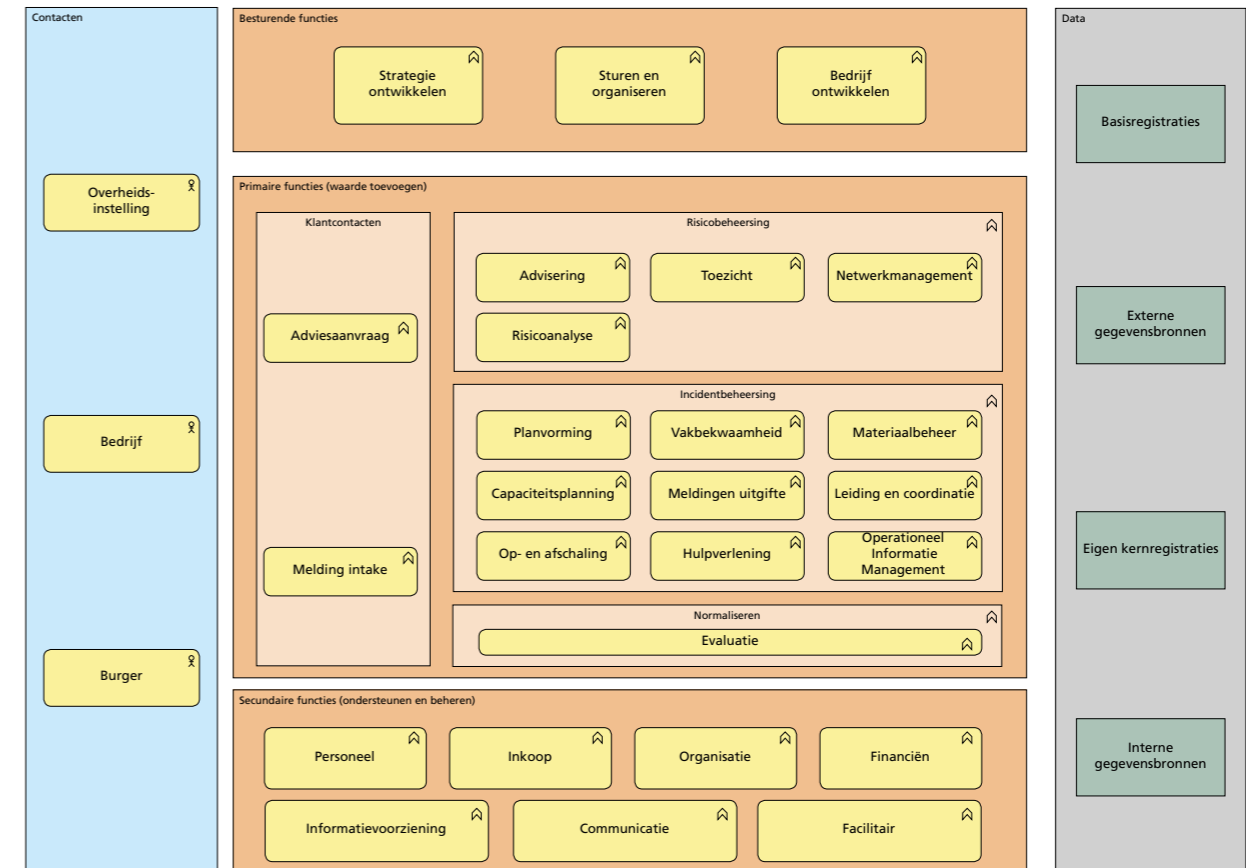 Contacten
Overheids-
instelling
Bedrijf
Burger
Besturende functies
Strategie
ontwikkelen
Sturen en
organiseren
Bedrijf
ontwikkelen
Primaire functies (waarde toevoegen)
Klantcontacten
Adviesaanvraag
Melding intake
Risicobeheersing
Advisering
Toezicht
Netwerkmanagement
Risicoanalyse
Incidentbeheersing
Planvorming
Vakbekwaamheid
Materiaalbeheer
Capaciteitsplanning
Meldingen uitgifte
Leiding en coordinatie
Op- en afschaling
Hulpverlening
Operationeel
Informatie
Management
Normaliseren
Evaluatie
Secundaire functies (ondersteunen en beheren)
Personeel
Inkoop
Organisatie
Financiën
Informatievoorziening
Communicatie
Facilitair
Data
Basisregistraties
Externe
gegevensbronnen
Eigen kernregistraties
Interne
gegevensbronnen